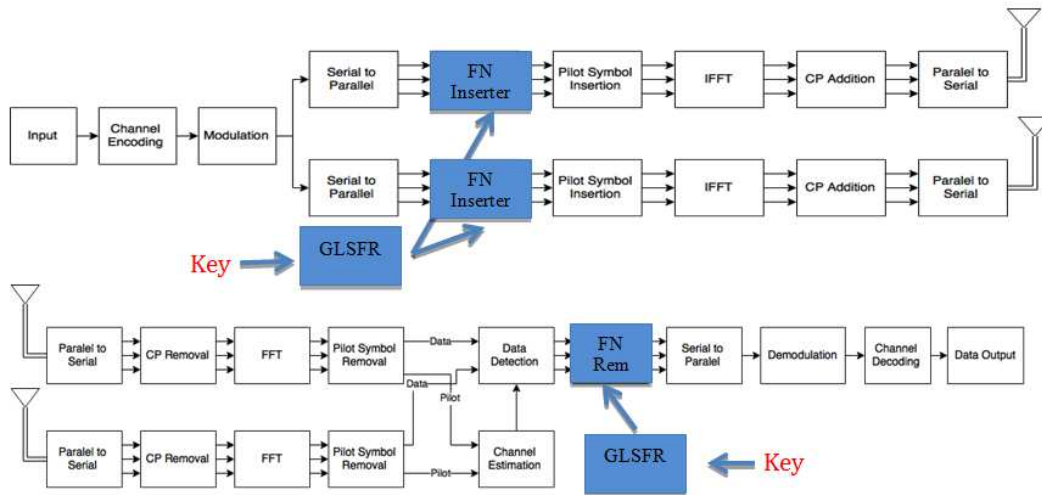 Input
Channel
Encoding
Modulation
Serial to
Parallel
FN
Inserter
Pilot Symbol
Insertion
IFFT
CP Addition
Paralel to
Serial
Serial to
Parallel
FN
Inserter
Pilot Symbol
Insertion
IFFT
CP Addition
Paralel to
Serial
Key
GLSFR
Paralel to
Serial
CP Removal
FFT
Pilot Symbol
Removal
Data
Data
Detection
FN
Rem
Serial to
Parallel
Demodulation
Channel
Decoding
Data Output
Data
Pilot
Paralel to
Serial
CP Removal
FFT
Pilot Symbol
Removal
Pilot
Channel
Estimation
GLSFR
Key